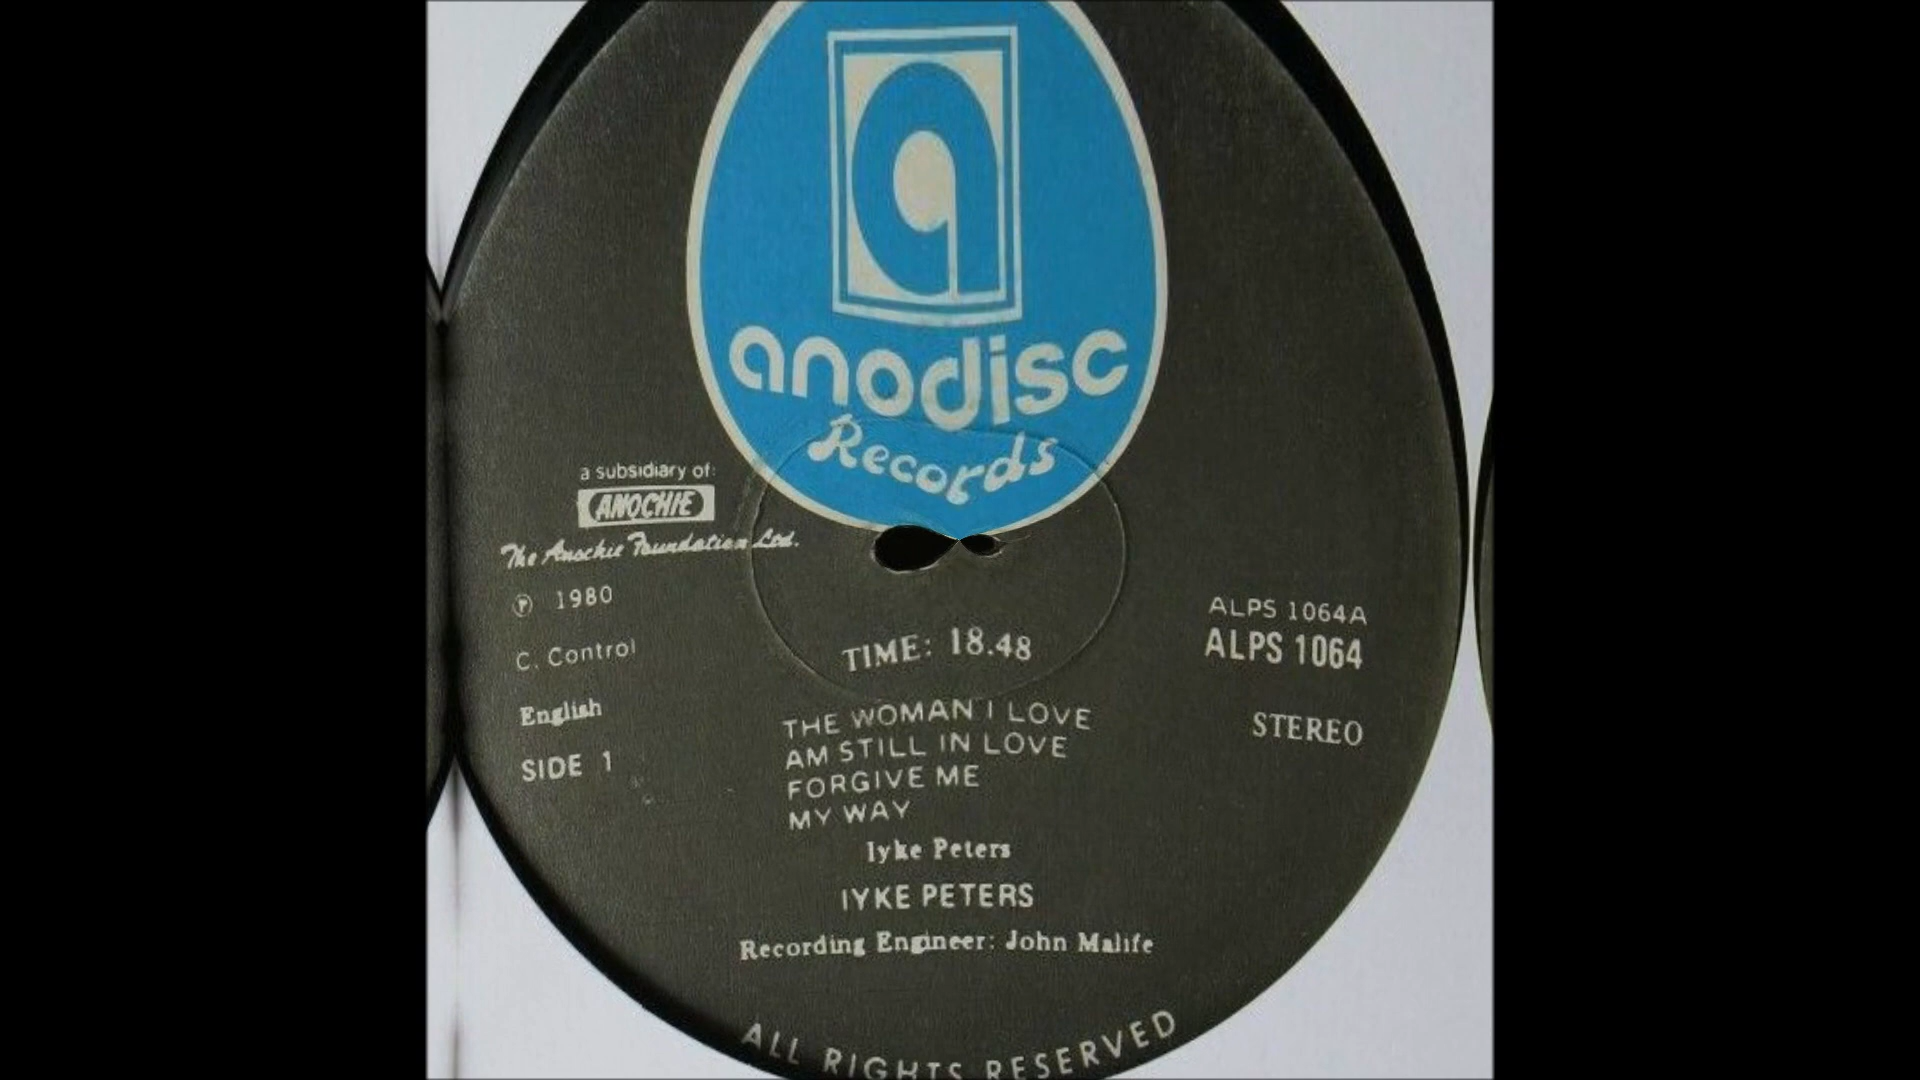 a
anodisc
Records
a subsidiary of:
ANOCHIE
The Anochie Foundation Ltd.
℗ 1980
C. Control
English
SIDE 1
TIME: 18.48
ALPS 1064A
ALPS 1064
STEREO
THE WOMAN I LOVE
AM STILL IN LOVE
FORGIVE ME
MY WAY
Iyke Peters
IYKE PETERS
Recording Engineer: John Malife
ALL RIGHTS RESERVED